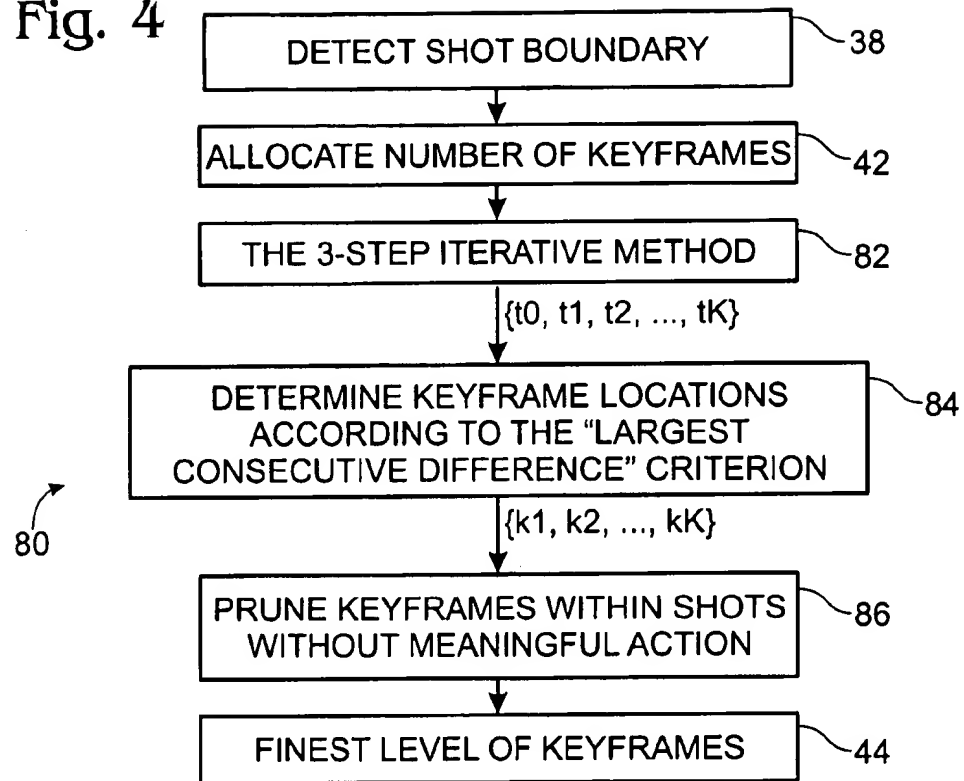 Fig. 4
DETECT SHOT BOUNDARY
38
ALLOCATE NUMBER OF KEYFRAMES
42
THE 3-STEP ITERATIVE METHOD
82
{t0, t1, t2, ..., tK}
DETERMINE KEYFRAME LOCATIONS
ACCORDING TO THE “LARGEST
CONSECUTIVE DIFFERENCE” CRITERION
84
80
{k1, k2, ..., kK}
PRUNE KEYFRAMES WITHIN SHOTS
WITHOUT MEANINGFUL ACTION
86
FINEST LEVEL OF KEYFRAMES
44